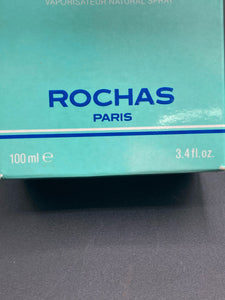 VAPORISATEUR NATURAL SPRAY
ROCHAS
PARIS
100 ml ℮ 3.4 fl. oz.